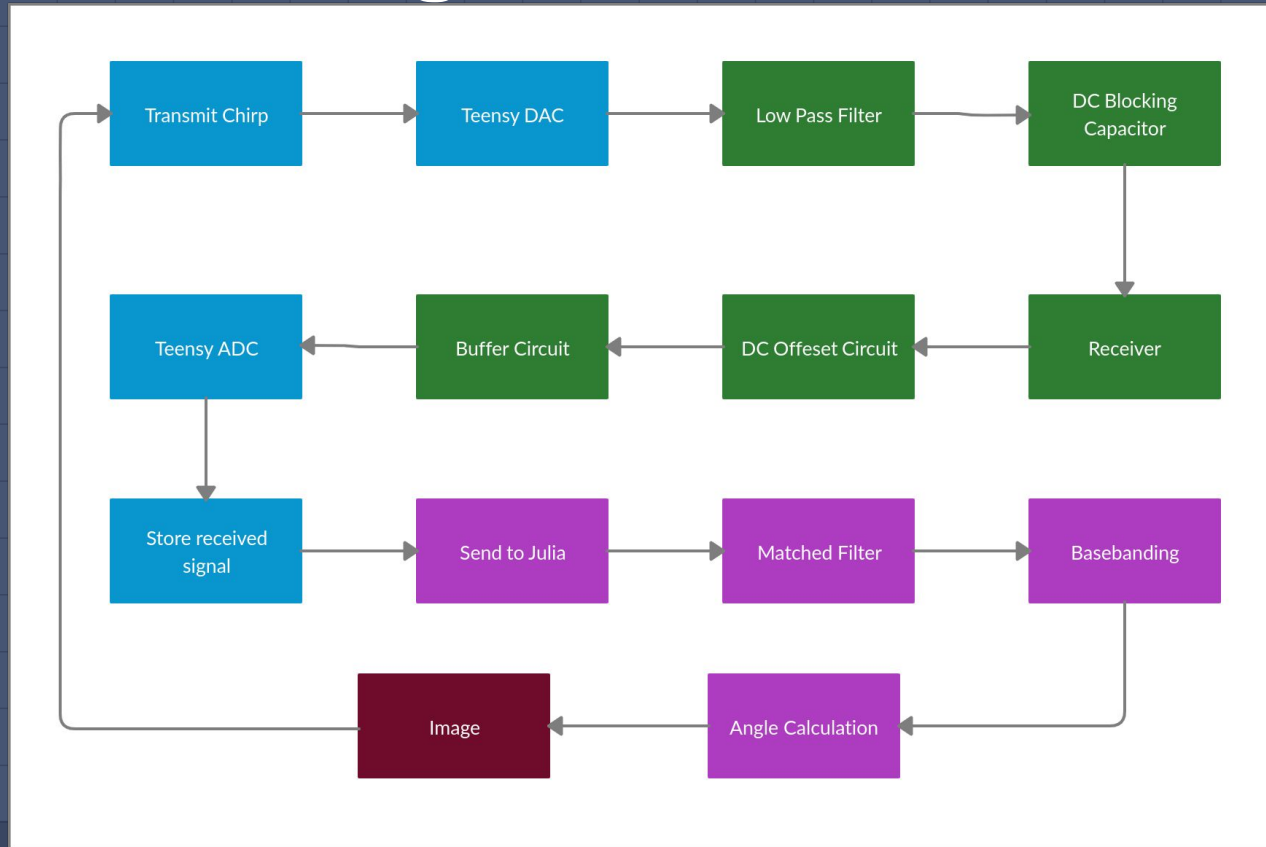 Transmit Chirp
Teensy DAC
Low Pass Filter
DC Blocking
Capacitor
Teensy ADC
Buffer Circuit
DC Offeset Circuit
Receiver
Store received
signal
Send to Julia
Matched Filter
Basebanding
Image
Angle Calculation